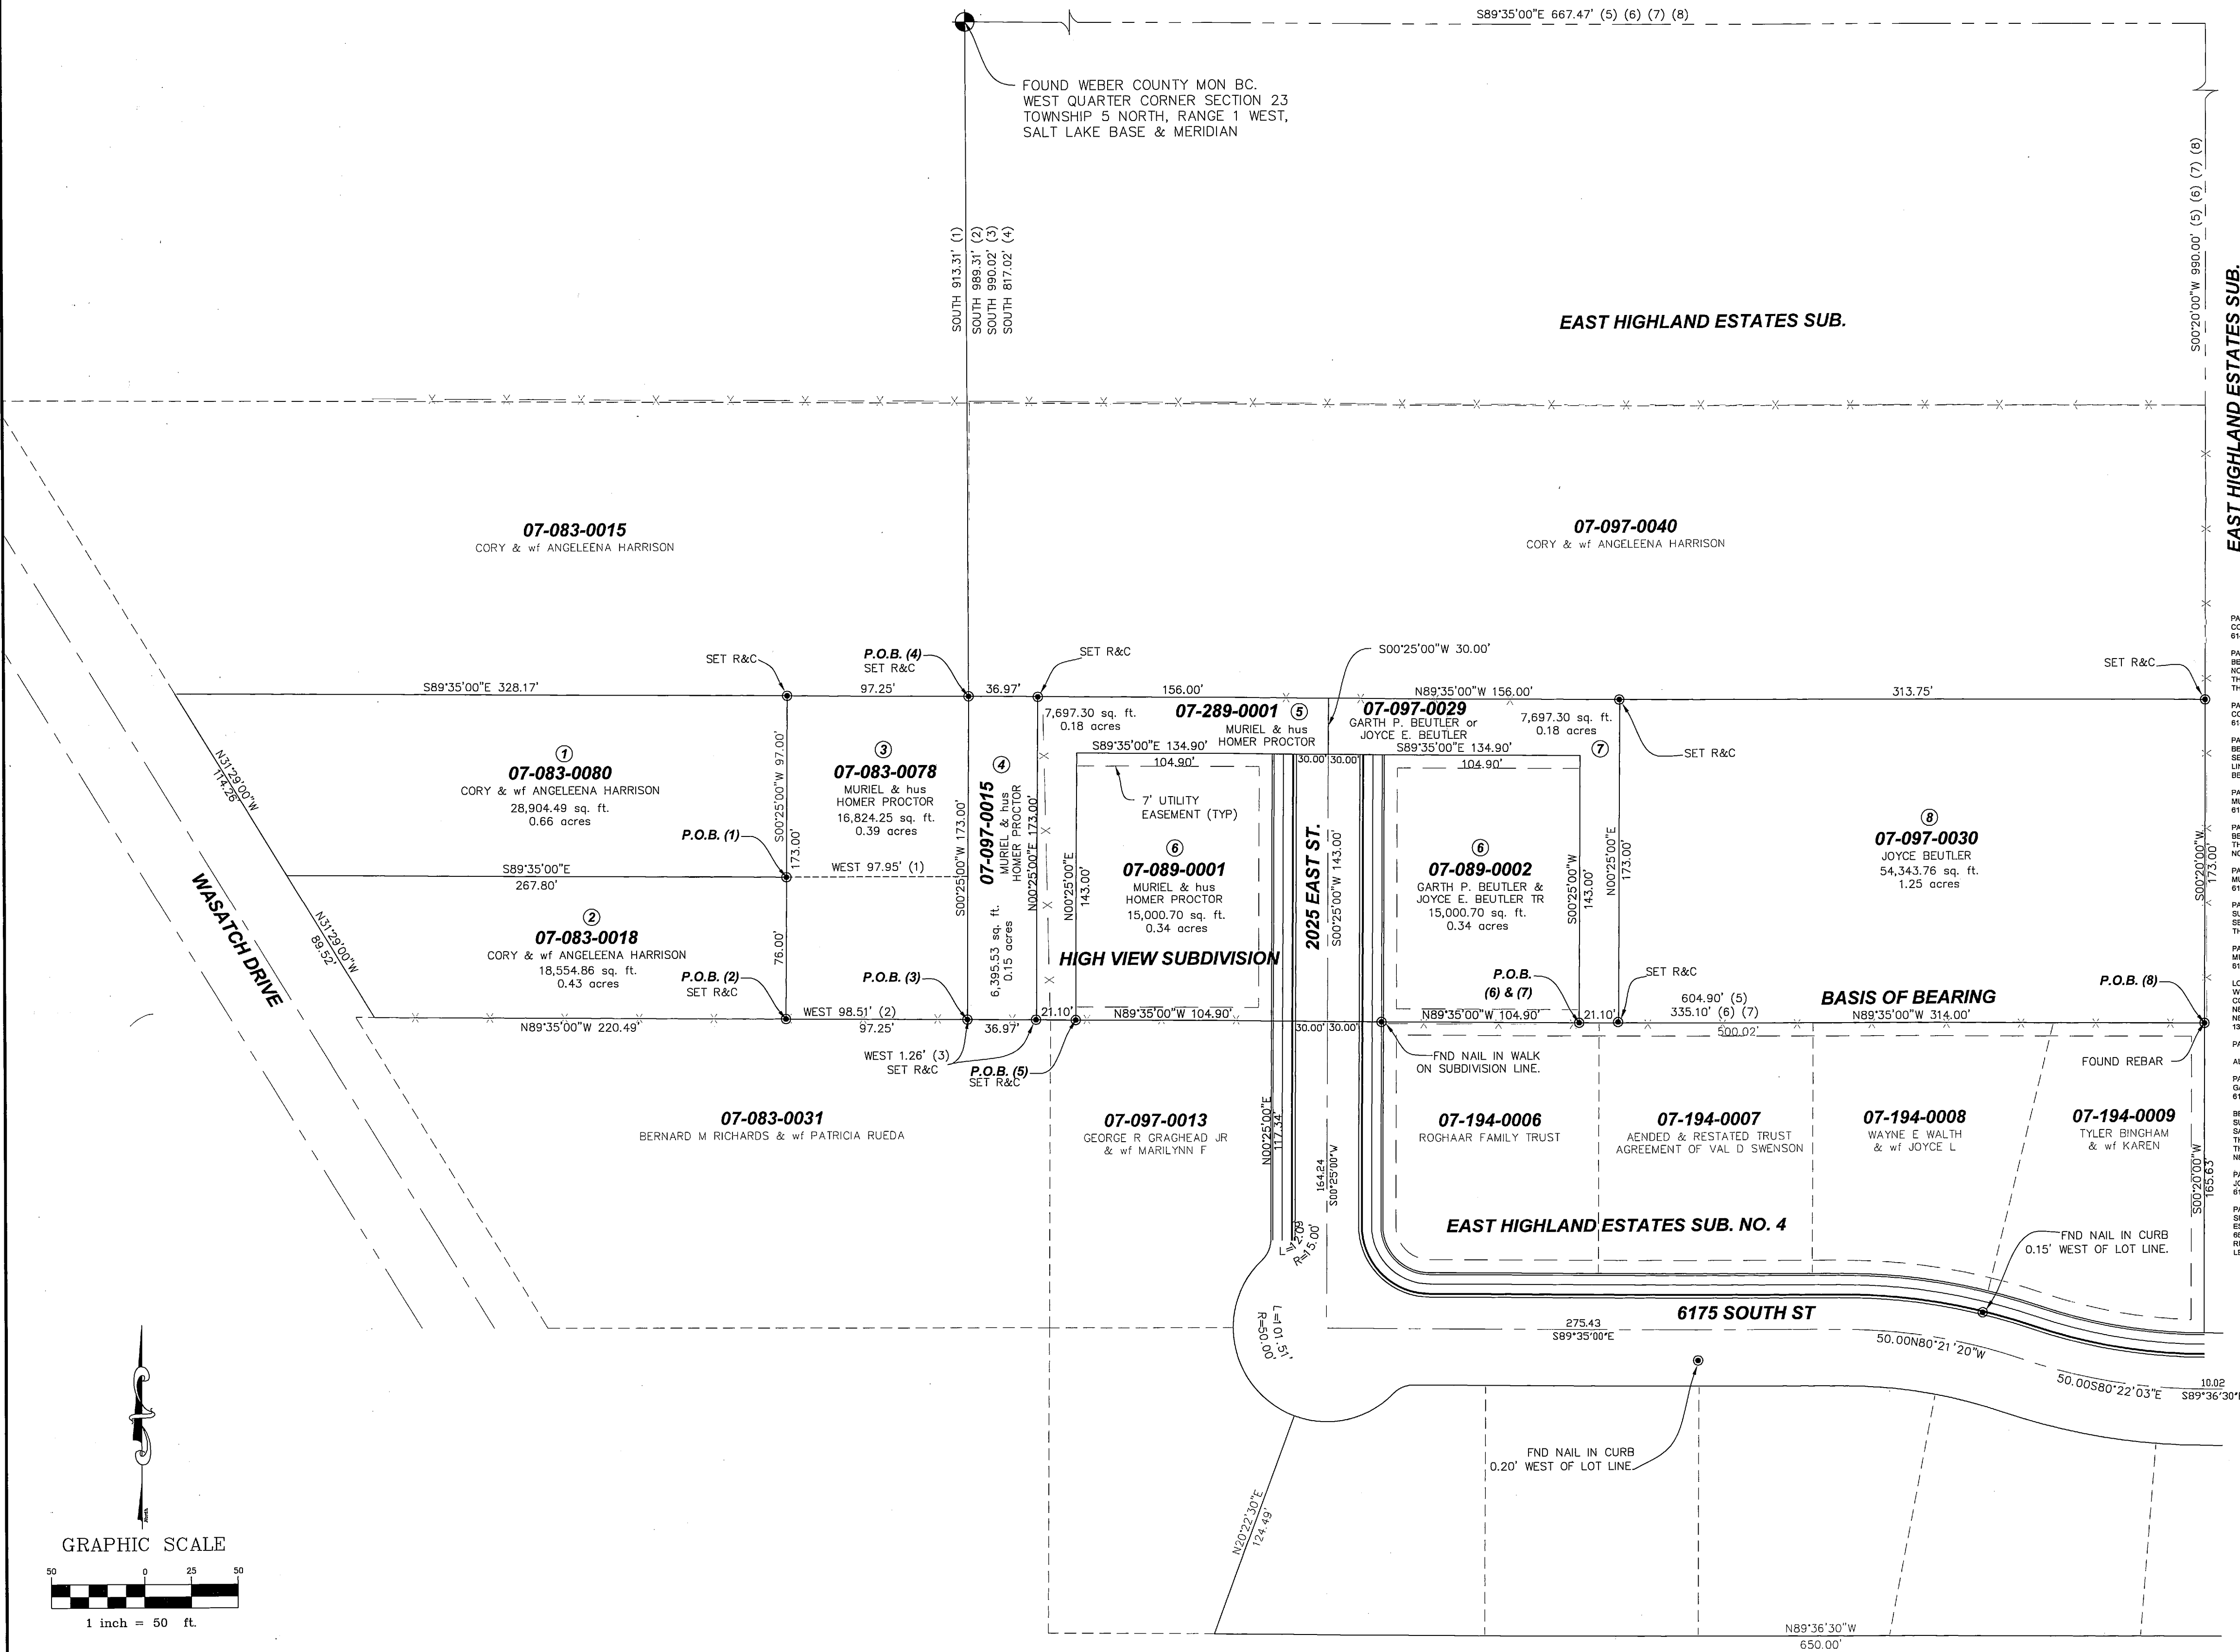 S89°35'00"E 667.47' (5) (6) (7) (8)
FOUND WEBER COUNTY MON BC.
WEST QUARTER CORNER SECTION 23
TOWNSHIP 5 NORTH, RANGE 1 WEST,
SALT LAKE BASE & MERIDIAN
S00°20'00"W 990.00' (5) (6) (7) (8)
SOUTH 913.31' (1)
SOUTH 989.31' (2)
SOUTH 990.02' (3)
SOUTH 817.02' (4)
EAST HIGHLAND ESTATES SUB.
EAST HIGHLAND ESTATES SUB.
07-083-0015
CORY & wf ANGELEENA HARRISON
07-097-0040
CORY & wf ANGELEENA HARRISON
SET R&C
P.O.B. (4)
SET R&C
SET R&C
S00°25'00"W 30.00'
SET R&C
S89°35'00"E 328.17'
97.25'
36.97'
156.00'
N89°35'00"W 156.00'
313.75'
N31°29'00"W
114.26'
1
07-083-0080
CORY & wf ANGELEENA HARRISON
28,904.49 sq. ft.
0.66 acres
S00°25'00"W 97.00'
173.00'
P.O.B. (1)
3
07-083-0078
MURIEL & hus
HOMER PROCTOR
16,824.25 sq. ft.
0.39 acres
WEST 97.95' (1)
S00°25'00"W 173.00'
4
07-097-0015
MURIEL & hus
HOMER PROCTOR
6,395.53 sq. ft.
0.15 acres
N00°25'00"E 173.00'
7,697.30 sq. ft.
0.18 acres
07-289-0001 5
MURIEL & hus
HOMER PROCTOR
S89°35'00"E 134.90'
104.90'
7' UTILITY
EASEMENT (TYP)
N00°25'00"E
143.00'
6
07-089-0001
MURIEL & hus
HOMER PROCTOR
15,000.70 sq. ft.
0.34 acres
HIGH VIEW SUBDIVISION
30.00' 30.00'
2025 EAST ST.
S00°25'00"W 143.00'
07-097-0029
GARTH P. BEUTLER or
JOYCE E. BEUTLER
7,697.30 sq. ft.
0.18 acres
7
S89°35'00"E 134.90'
104.90'
SET R&C
6
07-089-0002
GARTH P. BEUTLER &
JOYCE E. BEUTLER TR
15,000.70 sq. ft.
0.34 acres
S00°25'00"W
143.00'
N00°25'00"E
173.00'
8
07-097-0030
JOYCE BEUTLER
54,343.76 sq. ft.
1.25 acres
S00°20'00"W
173.00'
S89°35'00"E
267.80'
N31°29'00"W
89.52'
2
07-083-0018
CORY & wf ANGELEENA HARRISON
18,554.86 sq. ft.
0.43 acres
76.00'
P.O.B. (2)
SET R&C
P.O.B. (3)
P.O.B.
(6) & (7)
SET R&C
604.90' (5)
335.10' (6) (7)
BASIS OF BEARING
P.O.B. (8)
N89°35'00"W 220.49'
WEST 98.51' (2)
97.25'
36.97'
21.10'
N89°35'00"W 104.90'
30.00' 30.00'
N89°35'00"W 104.90'
21.10'
N89°35'00"W 314.00'
500.02'
WEST 1.26' (3)
SET R&C
P.O.B. (5)
SET R&C
FND NAIL IN WALK
ON SUBDIVISION LINE.
FOUND REBAR
WASATCH DRIVE
07-083-0031
BERNARD M RICHARDS & wf PATRICIA RUEDA
07-097-0013
GEORGE R GRAGHEAD JR
& wf MARILYNN F
N00°25'00"E
117.34'
164.24
S00°25'00"W
07-194-0006
ROGHAAR FAMILY TRUST
07-194-0007
AENDED & RESTATED TRUST
AGREEMENT OF VAL D SWENSON
07-194-0008
WAYNE E WALTH
& wf JOYCE L
07-194-0009
TYLER BINGHAM
& wf KAREN
S00°20'00"W
165.63'
L=12.09
R=15.00'
EAST HIGHLAND ESTATES SUB. NO. 4
FND NAIL IN CURB
0.15' WEST OF LOT LINE.
L=101.51'
R=50.00'
6175 SOUTH ST
275.43
S89°35'00"E
50.00N80°21'20"W
50.00S80°22'03"E
10.02
S89°36'30"E
FND NAIL IN CURB
0.20' WEST OF LOT LINE
N20°22'30"E
124.49'
North
GRAPHIC SCALE
50 0 25 50
1 inch = 50 ft.
N89°36'30"W
650.00'